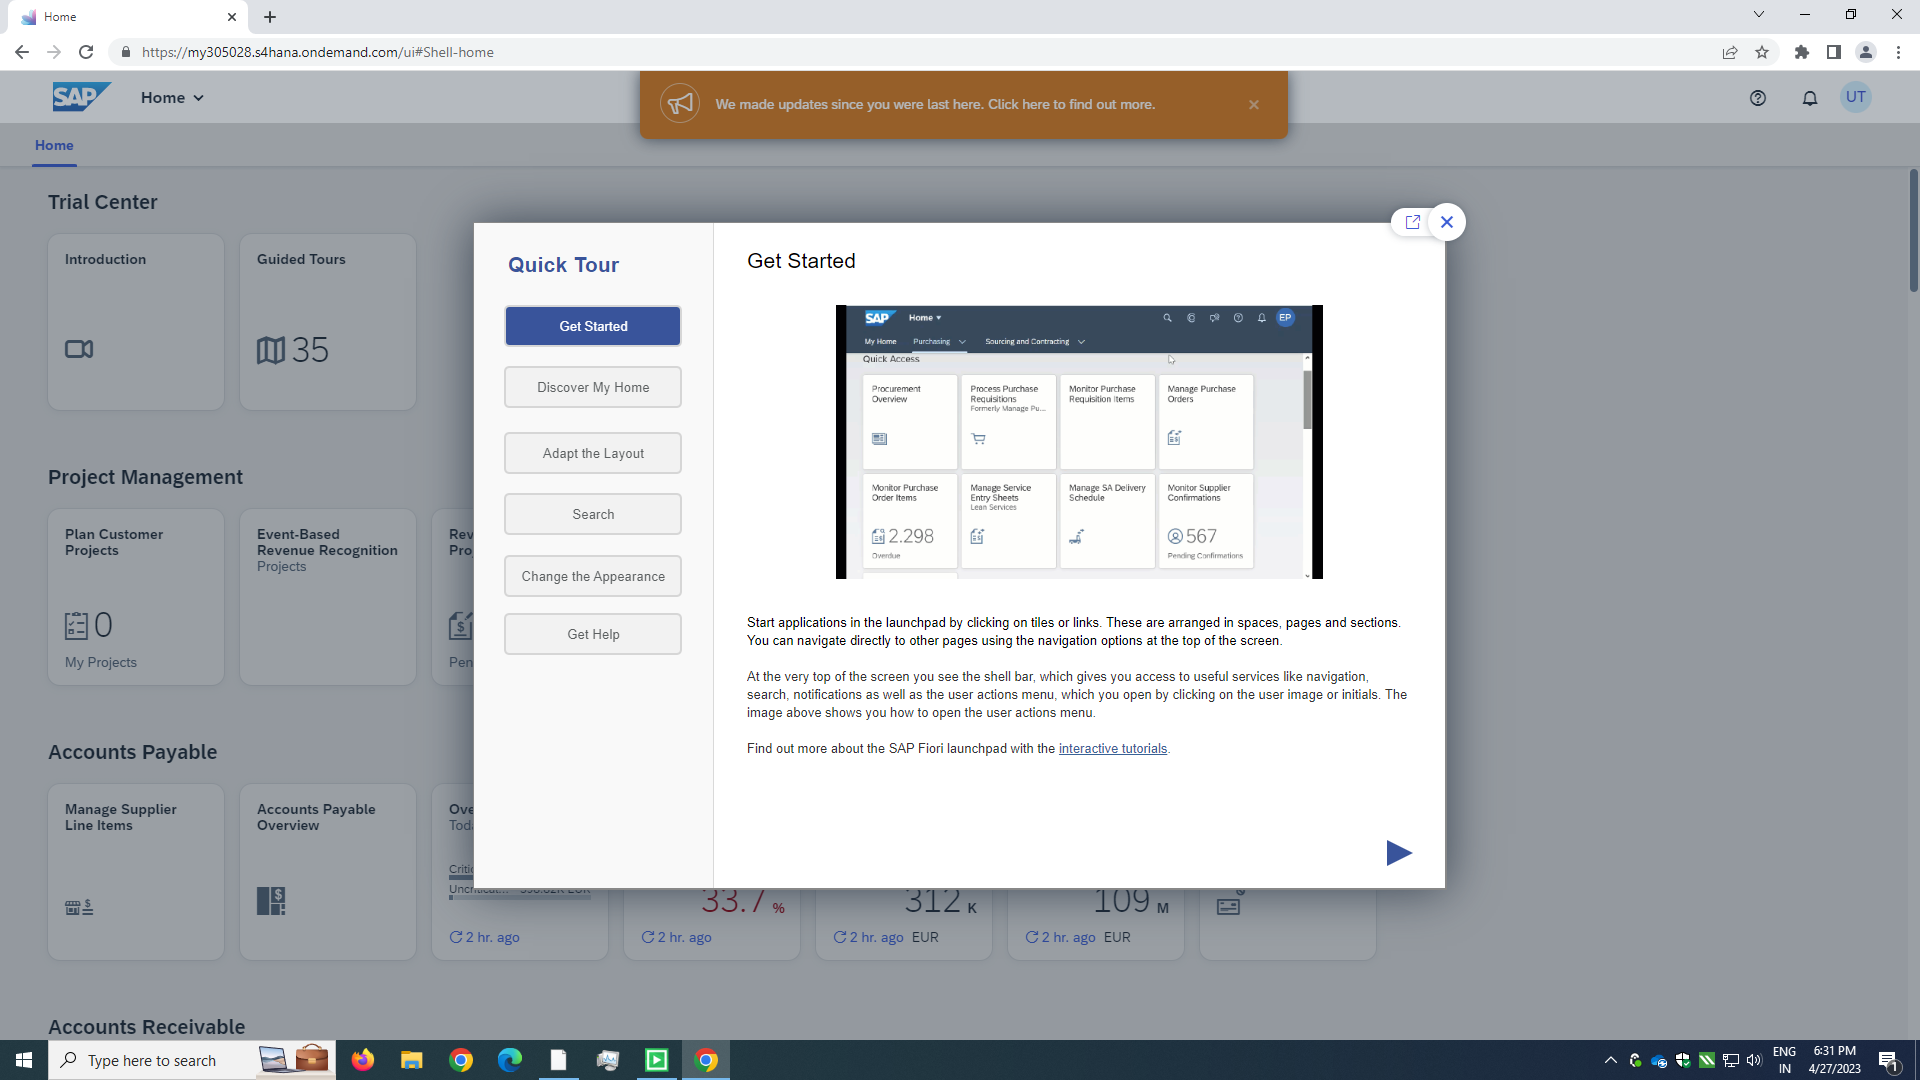 Home
https://my305028.s4hana.ondemand.com/ui#Shell-home
SAP
Home
We made updates since you were last here. Click here to find out more.
UT
Home
Trial Center
Introduction
Guided Tours
35
Quick Tour
Get Started
Discover My Home
Adapt the Layout
Search
Change the Appearance
Get Help
Get Started
SAP Home EP
My Home Purchasing Sourcing and Contracting
Quick Access
Procurement
Overview
Process Purchase
Requisitions
Formerly Manage Pu...
Monitor Purchase
Requisition Items
Manage Purchase
Orders
Monitor Purchase
Order Items
2.298
Overdue
Manage Service
Entry Sheets
Lean Services
Manage SA Delivery
Schedule
Monitor Supplier
Confirmations
567
Pending Confirmations
Start applications in the launchpad by clicking on tiles or links. These are arranged in spaces, pages and sections.
You can navigate directly to other pages using the navigation options at the top of the screen.
At the very top of the screen you see the shell bar, which gives you access to useful services like navigation,
search, notifications as well as the user actions menu, which you open by clicking on the user image or initials. The
image above shows you how to open the user actions menu.
Find out more about the SAP Fiori launchpad with the interactive tutorials.
Project Management
Plan Customer
Projects
0
My Projects
Event-Based
Revenue Recognition
Projects
Rev
Pro
Pen
Accounts Payable
Manage Supplier
Line Items
Accounts Payable
Overview
Ove
Toda
Critic
2 hr. ago
33.7 %
2 hr. ago
312 K
2 hr. ago EUR
109 M
2 hr. ago EUR
Accounts Receivable
Type here to search
ENG
IN
6:31 PM
4/27/2023
1